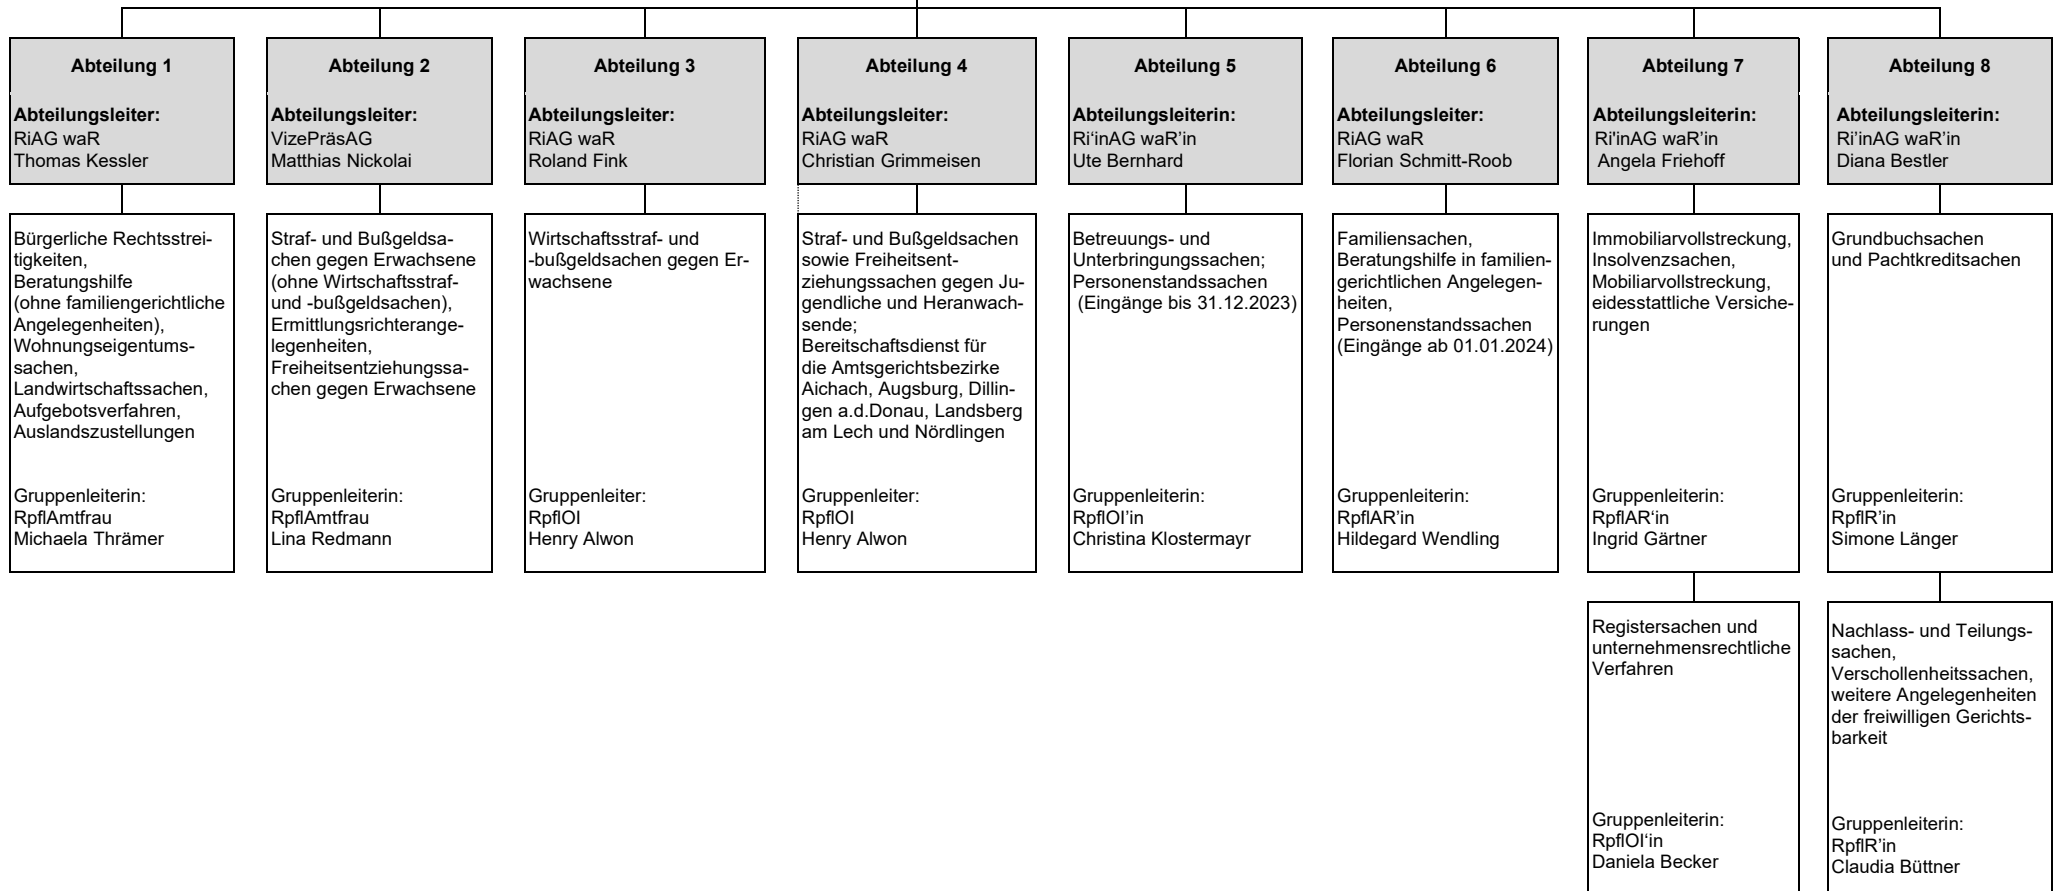 Abteilung 1
Abteilungsleiter:
RiAG waR
Thomas Kessler
Bürgerliche Rechtsstrei-
tigkeiten,
Beratungshilfe
(ohne familiengerichtliche
Angelegenheiten),
Wohnungseigentums-
sachen,
Landwirtschaftssachen,
Aufgebotsverfahren,
Auslandszustellungen
Gruppenleiterin:
RpflAmtfrau
Michaela Thrämer
Abteilung 2
Abteilungsleiter:
VizePräsAG
Matthias Nickolai
Straf- und Bußgeldsa-
chen gegen Erwachsene
(ohne Wirtschaftsstraf-
und -bußgeldsachen),
Ermittlungsrichterange-
legenheiten,
Freiheitsentziehungssa-
chen gegen Erwachsene
Gruppenleiterin:
RpflAmtfrau
Lina Redmann
Abteilung 3
Abteilungsleiter:
RiAG waR
Roland Fink
Wirtschaftsstraf- und
-bußgeldsachen gegen Er-
wachsene
Gruppenleiter:
RpflOI
Henry Alwon
Abteilung 4
Abteilungsleiter:
RiAG waR
Christian Grimmeisen
Straf- und Bußgeldsachen
sowie Freiheitsent-
ziehungssachen gegen Ju-
gendliche und Heranwach-
sende;
Bereitschaftsdienst für
die Amtsgerichtsbezirke
Aichach, Augsburg, Dillin-
gen a.d.Donau, Landsberg
am Lech und Nördlingen
Gruppenleiter:
RpflOI
Henry Alwon
Abteilung 5
Abteilungsleiterin:
Ri‘inAG waR’in
Ute Bernhard
Betreuungs- und
Unterbringungssachen;
Personenstandssachen
(Eingänge bis 31.12.2023)
Gruppenleiterin:
RpflOI’in
Christina Klostermayr
Abteilung 6
Abteilungsleiter:
RiAG waR
Florian Schmitt-Roob
Familiensachen,
Beratungshilfe in familien-
gerichtlichen Angelegen-
heiten,
Personenstandssachen
(Eingänge ab 01.01.2024)
Gruppenleiterin:
RpflAR’in
Hildegard Wendling
Abteilung 7
Abteilungsleiterin:
Ri'inAG waR’in
Angela Friehoff
Immobiliarvollstreckung,
Insolvenzsachen,
Mobiliarvollstreckung,
eidesstattliche Versiche-
rungen
Gruppenleiterin:
RpflAR‘in
Ingrid Gärtner
Registersachen und
unternehmensrechtliche
Verfahren
Gruppenleiterin:
RpflOI‘in
Daniela Becker
Abteilung 8
Abteilungsleiterin:
Ri’inAG waR’in
Diana Bestler
Grundbuchsachen
und Pachtkreditsachen
Gruppenleiterin:
RpflR’in
Simone Länger
Nachlass- und Teilungs-
sachen,
Verschollenheitssachen,
weitere Angelegenheiten
der freiwilligen Gerichts-
barkeit
Gruppenleiterin:
RpflR’in
Claudia Büttner